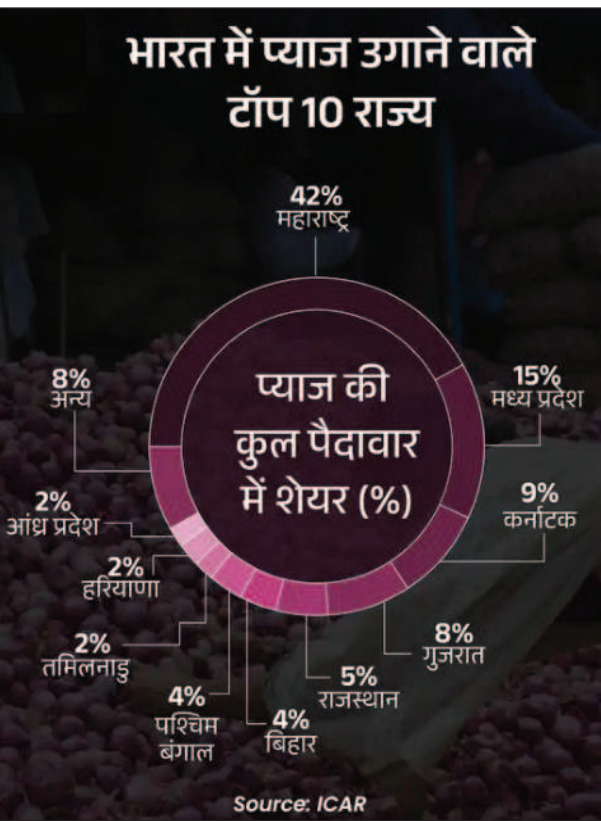 भारत में प्याज उगाने वाले
टॉप 10 राज्य
42%
महाराष्ट्र
15%
मध्य प्रदेश
9%
कर्नाटक
8%
गुजरात
5%
राजस्थान
4%
बिहार
4%
पश्चिम
बंगाल
2%
तमिलनाडु
2%
हरियाणा
2%
आंध्र प्रदेश
8%
अन्य
प्याज की
कुल पैदावार
में शेयर (%)
Source: ICAR